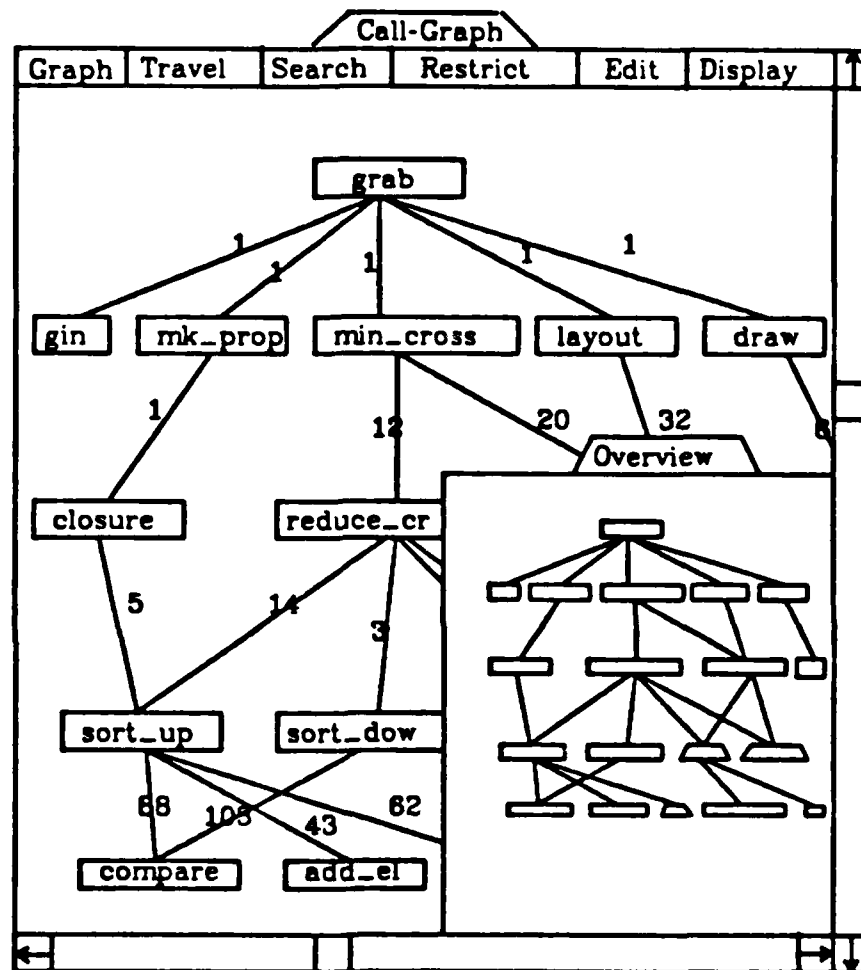 Call-Graph
Graph Travel Search Restrict Edit Display
grab
1 1 1 1 1
gin mk_prop min_cross layout draw
1 12 20 32
Overview
closure reduce_cr
5 14 3
sort_up sort_dow
68 103 43 62
compare add_el